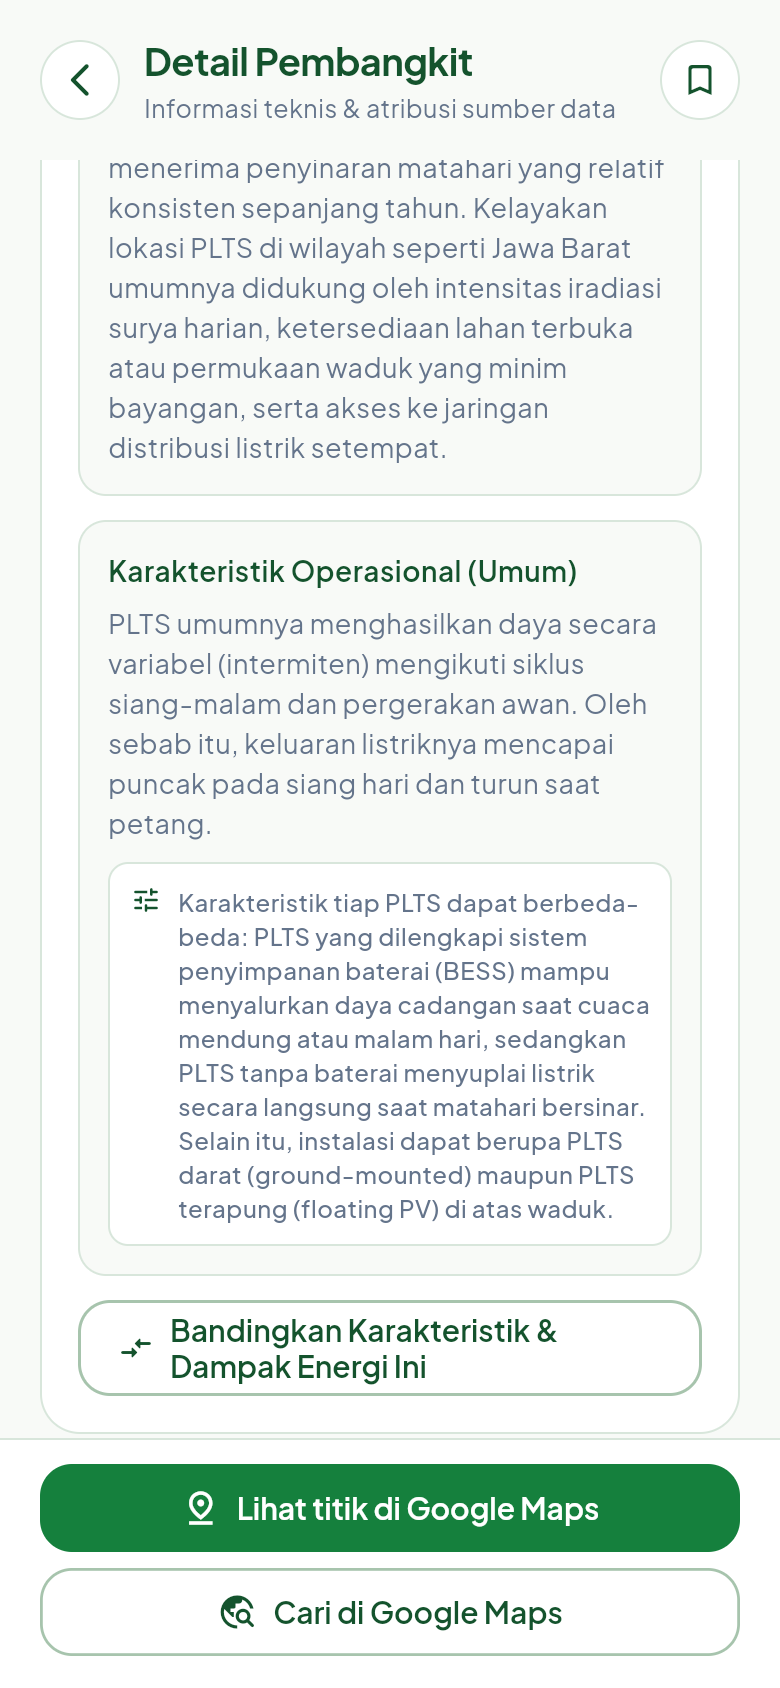 Detail Pembangkit
Informasi teknis & atribusi sumber data
menerima penyinaran matahari yang relatif
konsisten sepanjang tahun. Kelayakan
lokasi PLTS di wilayah seperti Jawa Barat
umumnya didukung oleh intensitas iradiasi
surya harian, ketersediaan lahan terbuka
atau permukaan waduk yang minim
bayangan, serta akses ke jaringan
distribusi listrik setempat.
Karakteristik Operasional (Umum)
PLTS umumnya menghasilkan daya secara
variabel (intermiten) mengikuti siklus
siang-malam dan pergerakan awan. Oleh
sebab itu, keluaran listriknya mencapai
puncak pada siang hari dan turun saat
petang.
Karakteristik tiap PLTS dapat berbeda-
beda: PLTS yang dilengkapi sistem
penyimpanan baterai (BESS) mampu
menyalurkan daya cadangan saat cuaca
mendung atau malam hari, sedangkan
PLTS tanpa baterai menyuplai listrik
secara langsung saat matahari bersinar.
Selain itu, instalasi dapat berupa PLTS
darat (ground-mounted) maupun PLTS
terapung (floating PV) di atas waduk.
Bandingkan Karakteristik &
Dampak Energi Ini
Lihat titik di Google Maps
Cari di Google Maps